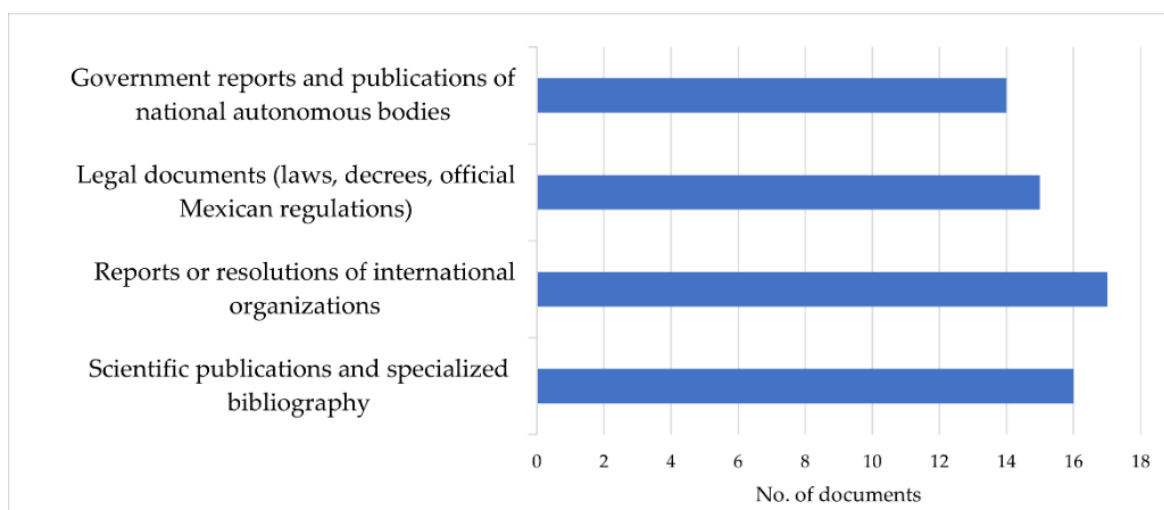 Government reports and publications of
national autonomous bodies
Legal documents (laws, decrees, official
Mexican regulations)
Reports or resolutions of international
organizations
Scientific publications and specialized
bibliography
0 2 4 6 8 10 12 14 16 18
No. of documents